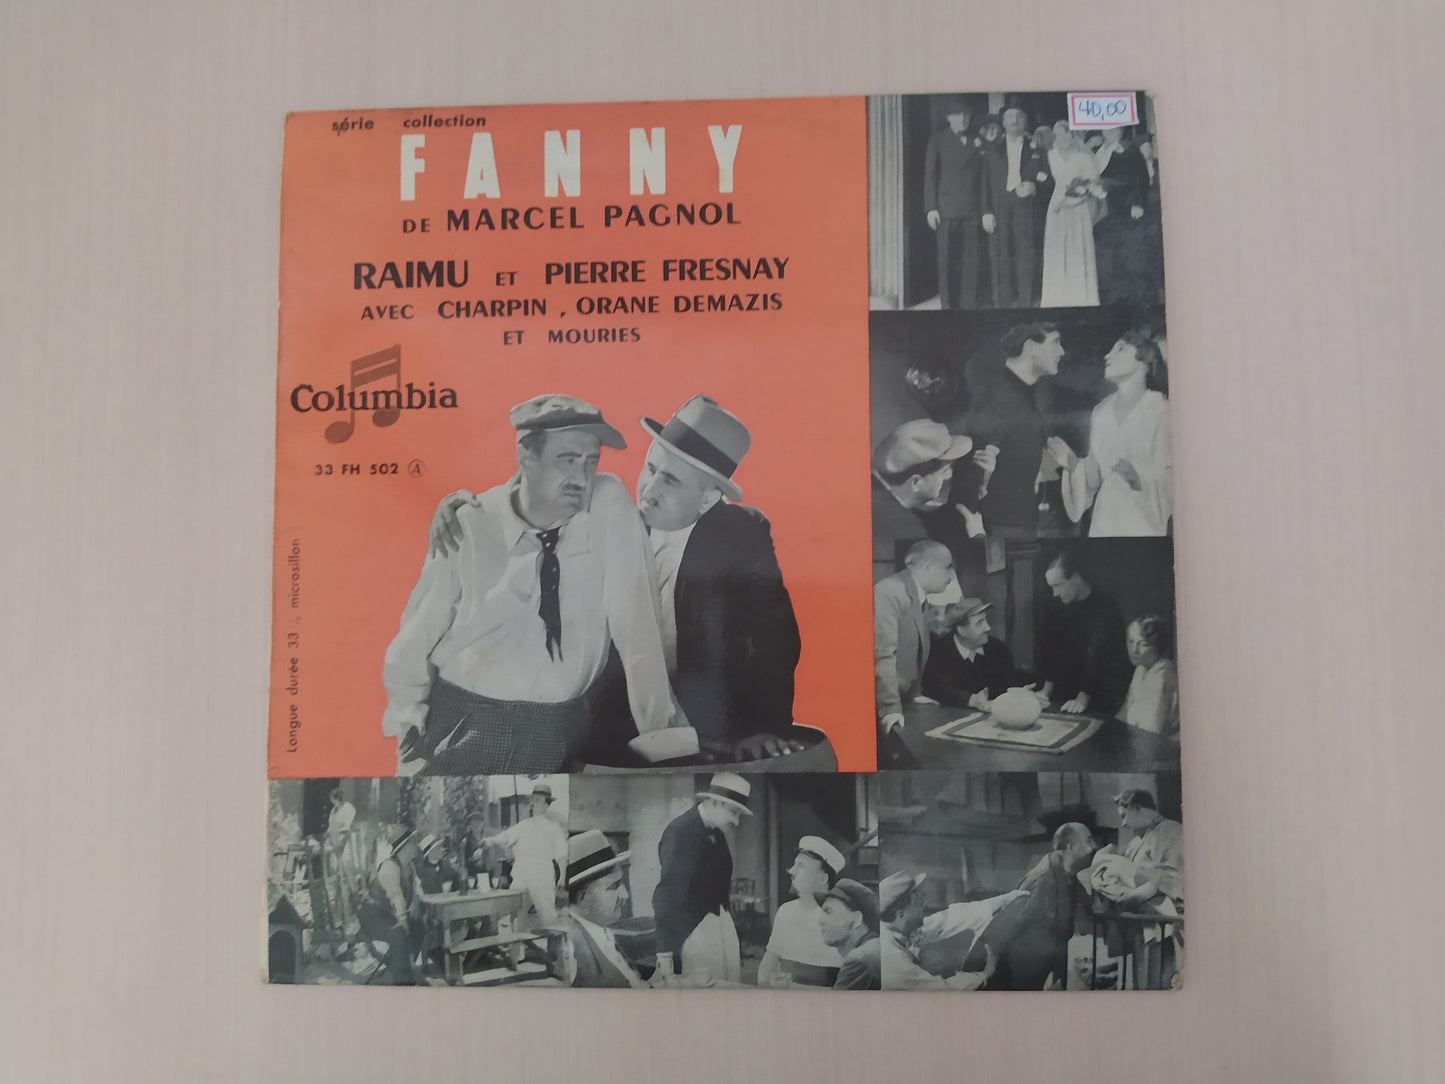 40,00
série collection
FANNY
DE MARCEL PAGNOL
RAIMU ET PIERRE FRESNAY
AVEC CHARPIN , ORANE DEMAZIS
ET MOURIES
Columbia
33 FH 502 A
Longue durée 33 ⅓ microsillon